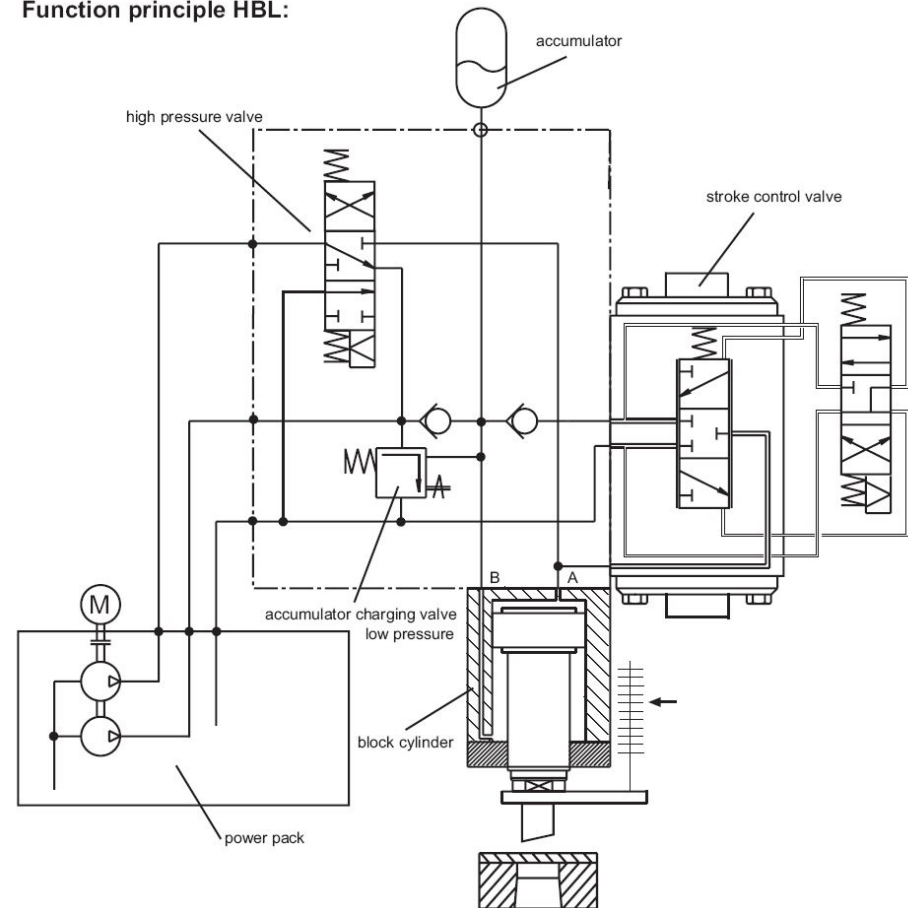 Function principle HBL:
accumulator
high pressure valve
stroke control valve
B
A
accumulator charging valve
low pressure
M
block cylinder
power pack